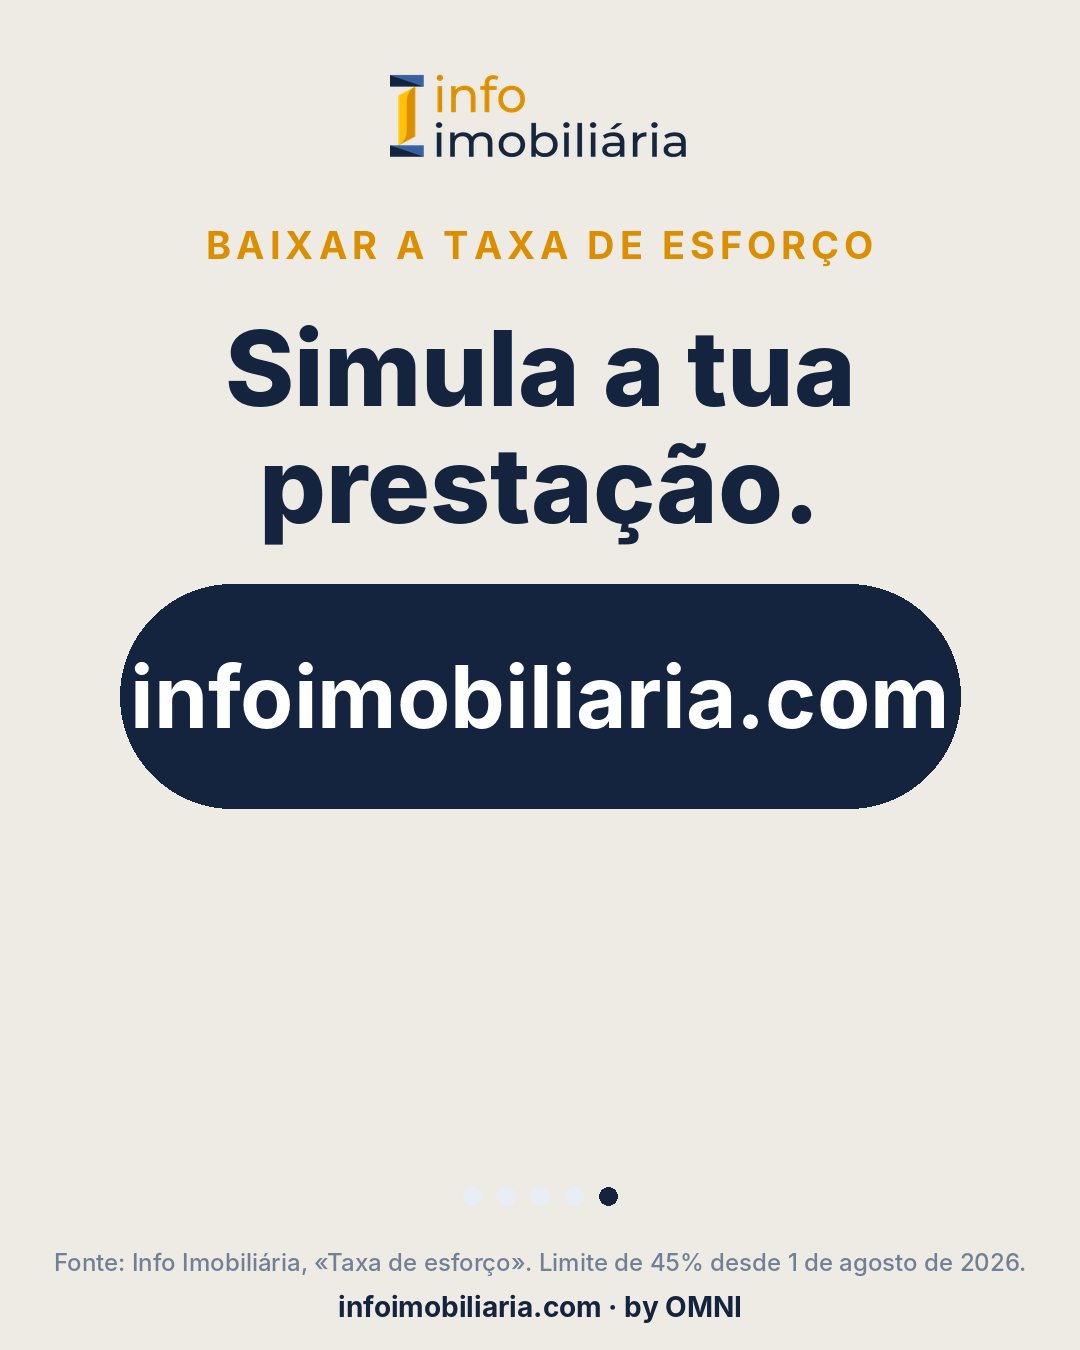 info
imobiliária
BAIXAR A TAXA DE ESFORÇO
Simula a tua
prestação.
infoimobiliaria.com
Fonte: Info Imobiliária, «Taxa de esforço». Limite de 45% desde 1 de agosto de 2026.
infoimobiliaria.com · by OMNI